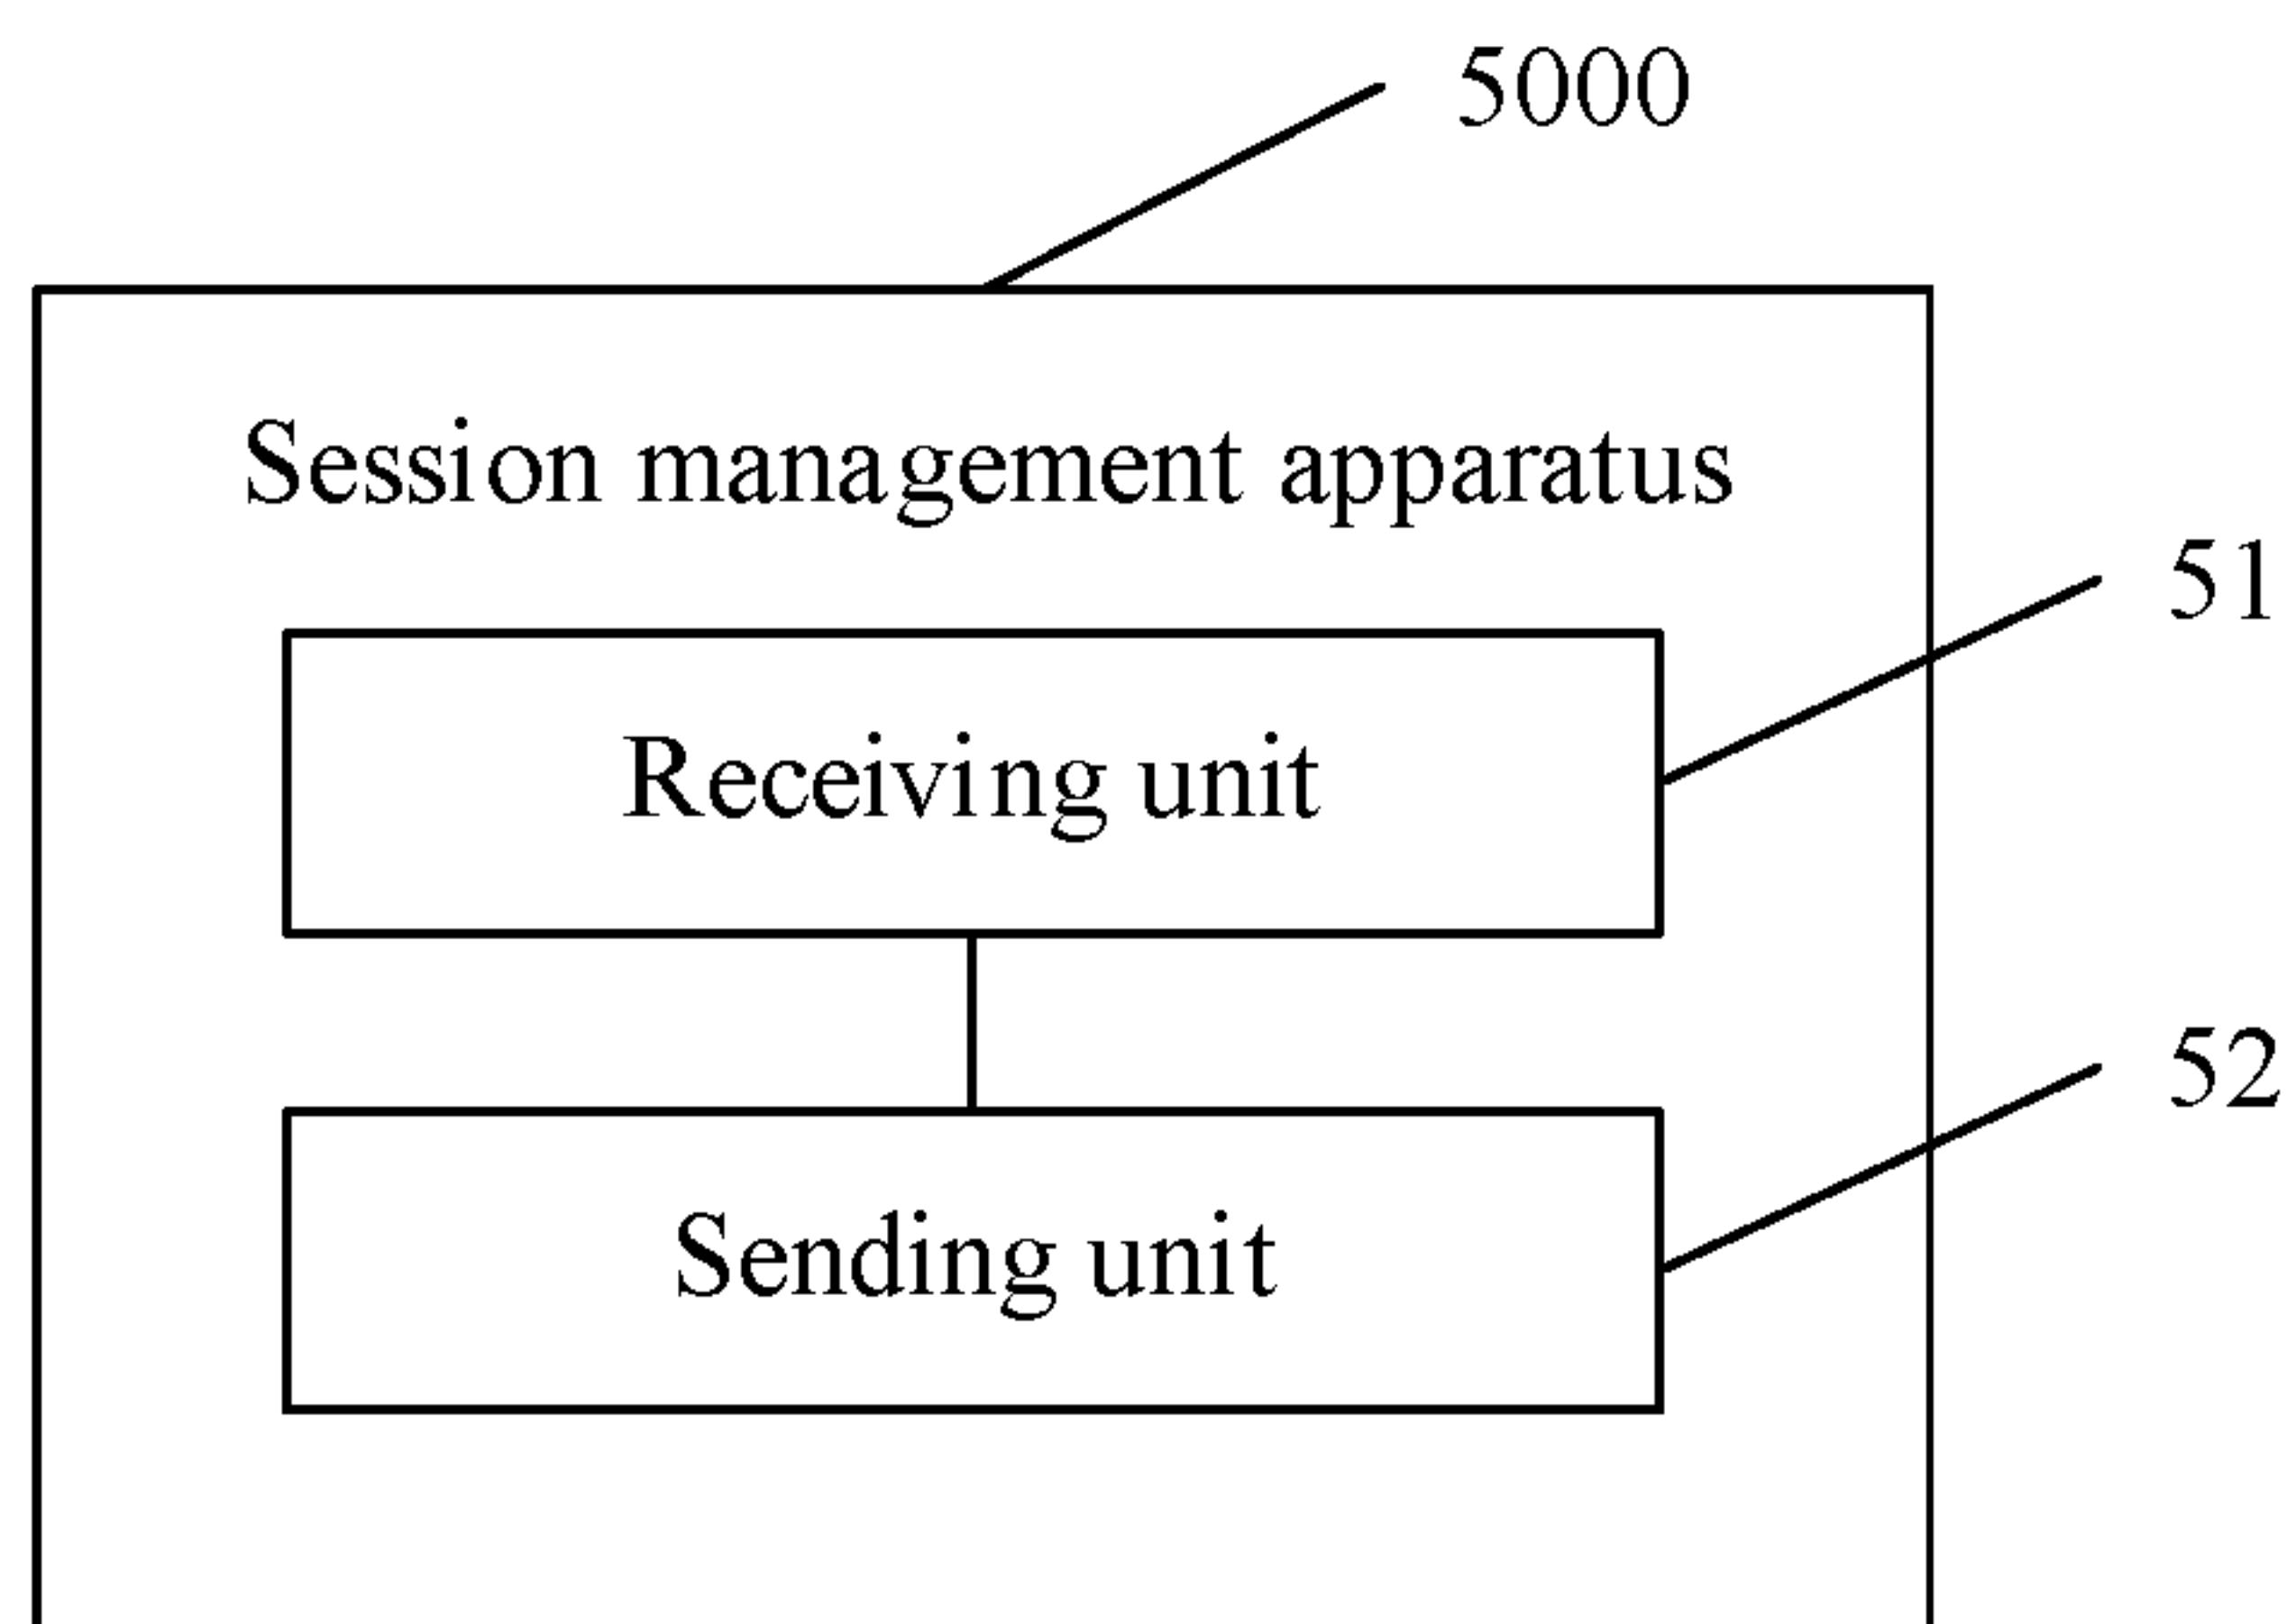 5000
Session management apparatus
51
Receiving unit
52
Sending unit